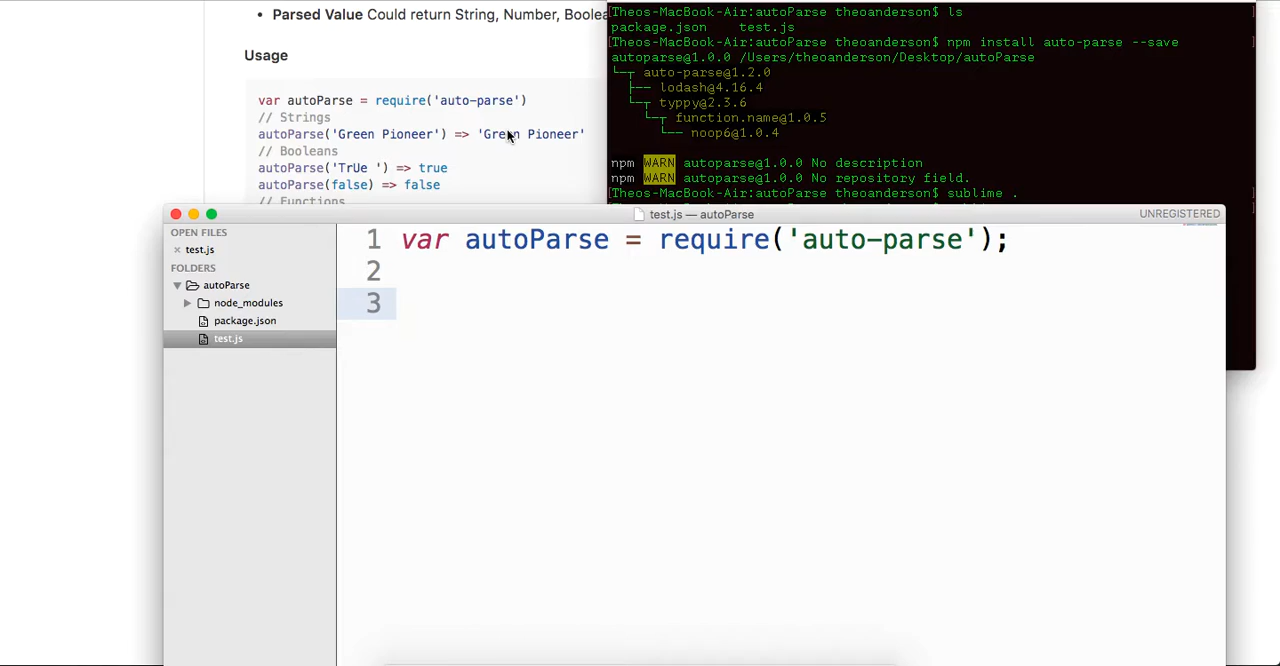 • Parsed Value Could return String, Number, Boolea
Usage
var autoParse = require('auto-parse')
// Strings
autoParse('Green Pioneer') => 'Green Pioneer'
// Booleans
autoParse('TrUe ') => true
autoParse(false) => false
// Functions
[Theos-MacBook-Air:autoParse theoanderson$ ls
package.json    test.js
[Theos-MacBook-Air:autoParse theoanderson$ npm install auto-parse --save
autoparse@1.0.0 /Users/theoanderson/Desktop/autoParse
└─┬ auto-parse@1.2.0
  ├── lodash@4.16.4
  └─┬ typpy@2.3.6
    └─┬ function.name@1.0.5
      └── noop6@1.0.4
npm WARN autoparse@1.0.0 No description
npm WARN autoparse@1.0.0 No repository field.
[Theos-MacBook-Air:autoParse theoanderson$ sublime .
test.js — autoParse
UNREGISTERED
OPEN FILES
× test.js
FOLDERS
autoParse
node_modules
package.json
test.js
1 var autoParse = require('auto-parse');
2
3